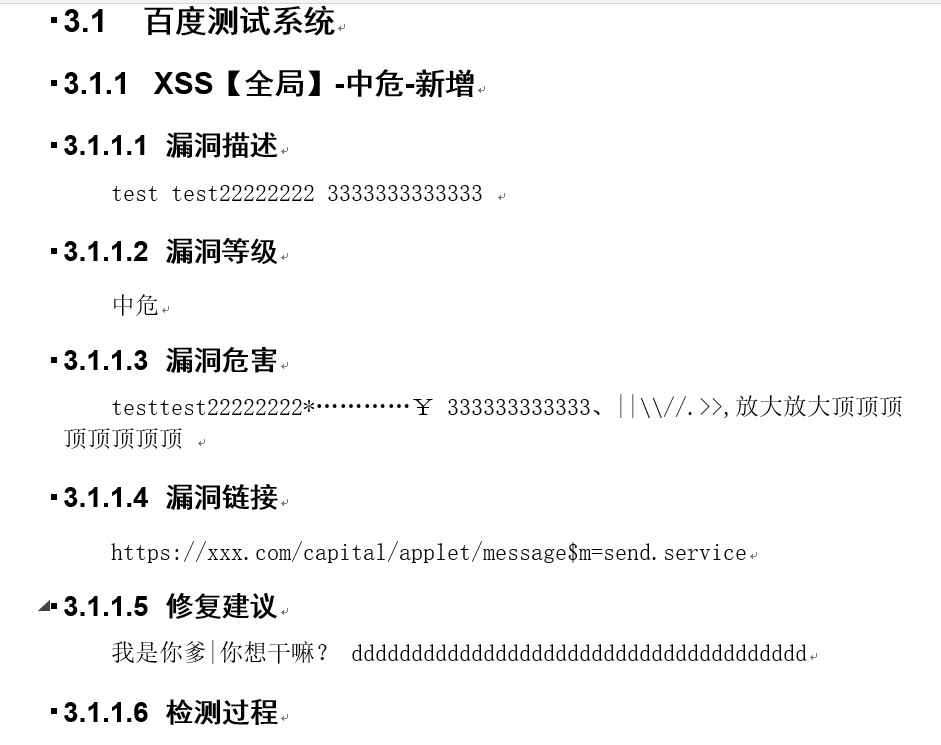 3.1 百度测试系统
3.1.1 XSS【全局】-中危-新增
3.1.1.1 漏洞描述
test test22222222 3333333333333
3.1.1.2 漏洞等级
中危
3.1.1.3 漏洞危害
testtest22222222*…………￥ 333333333333、||\\//.>>,放大放大顶顶顶
顶顶顶顶顶
3.1.1.4 漏洞链接
https://xxx.com/capital/applet/message$m=send.service
3.1.1.5 修复建议
我是你爹|你想干嘛？ dddddddddddddddddddddddddddddddddddddd
3.1.1.6 检测过程